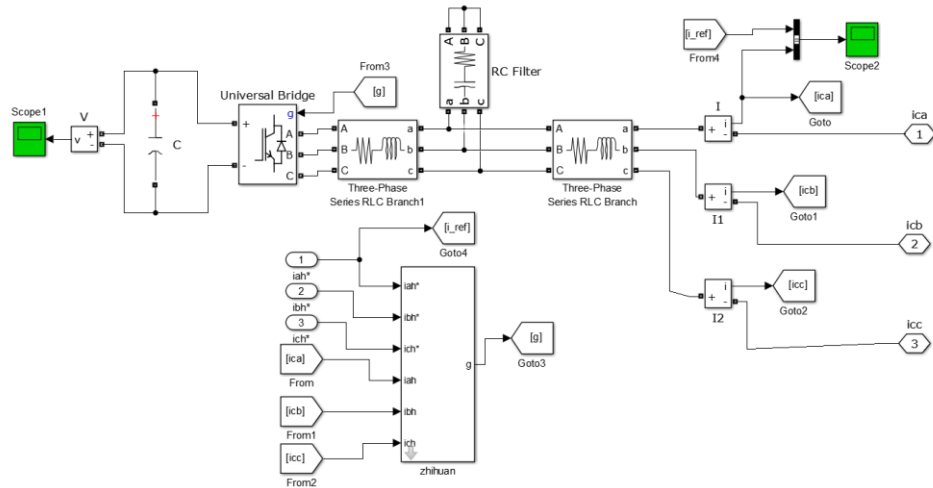 A
B
C
[i_ref]
From4
Scope2
RC Filter
a
b
c
From3
[g]
Universal Bridge
Scope1
V
v
+
-
C
+
-
g
A
B
C
A
B
C
a
b
c
Three-Phase
Series RLC Branch1
A
B
C
a
b
c
Three-Phase
Series RLC Branch
I
+
i
-
[ica]
Goto
ica
1
+
i
-
I1
[icb]
Goto1
icb
2
+
i
-
I2
[icc]
Goto2
icc
3
[i_ref]
Goto4
1
iah*
2
ibh*
3
ich*
[ica]
From
[icb]
From1
[icc]
From2
iah*
ibh*
ich*
iah
ibh
ich
g
zhihuan
[g]
Goto3